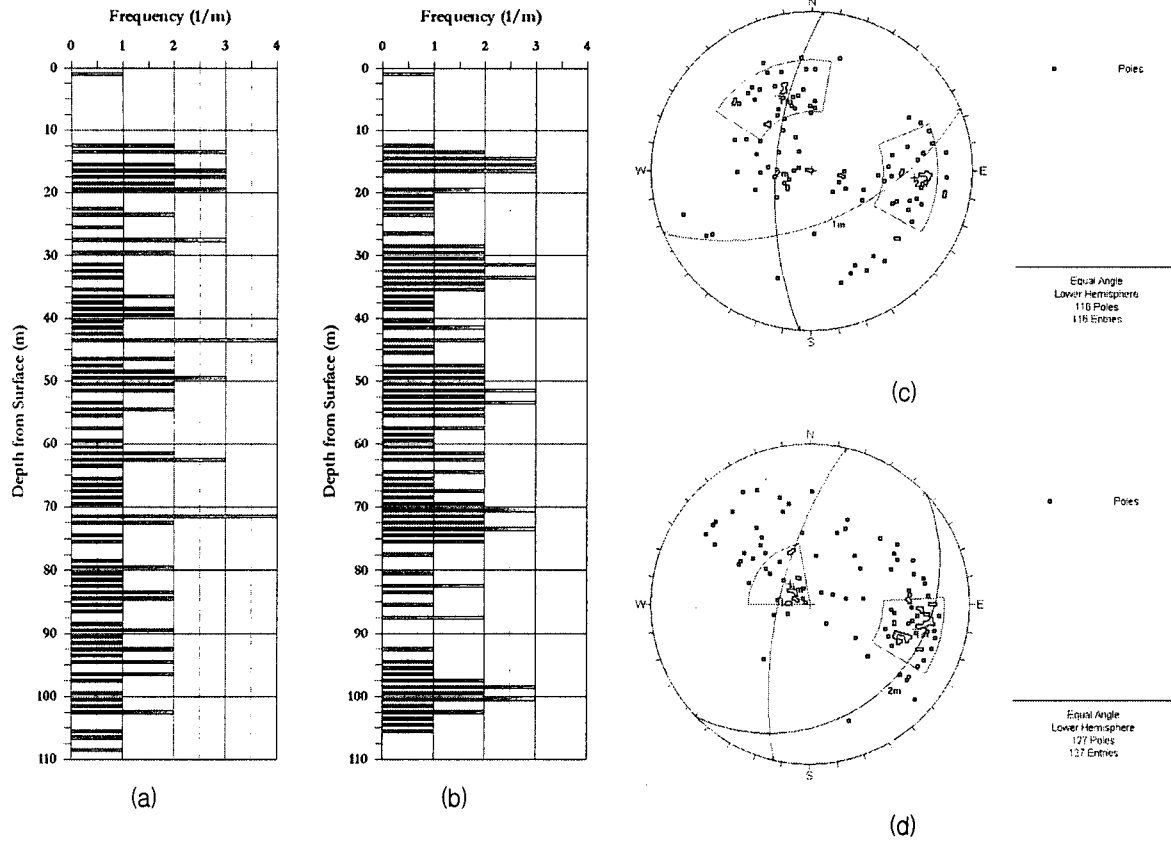 Frequency (1/m)
0 1 2 3 4
Depth from Surface (m)
0
10
20
30
40
50
60
70
80
90
100
110
(a)
Frequency (1/m)
0 1 2 3 4
Depth from Surface (m)
0
10
20
30
40
50
60
70
80
90
100
110
(b)
N
W
E
S
1m
Poles
Equal Angle
Lower Hemisphere
116 Poles
116 Entries
(c)
N
W
E
S
2m
Poles
Equal Angle
Lower Hemisphere
127 Poles
127 Entries
(d)